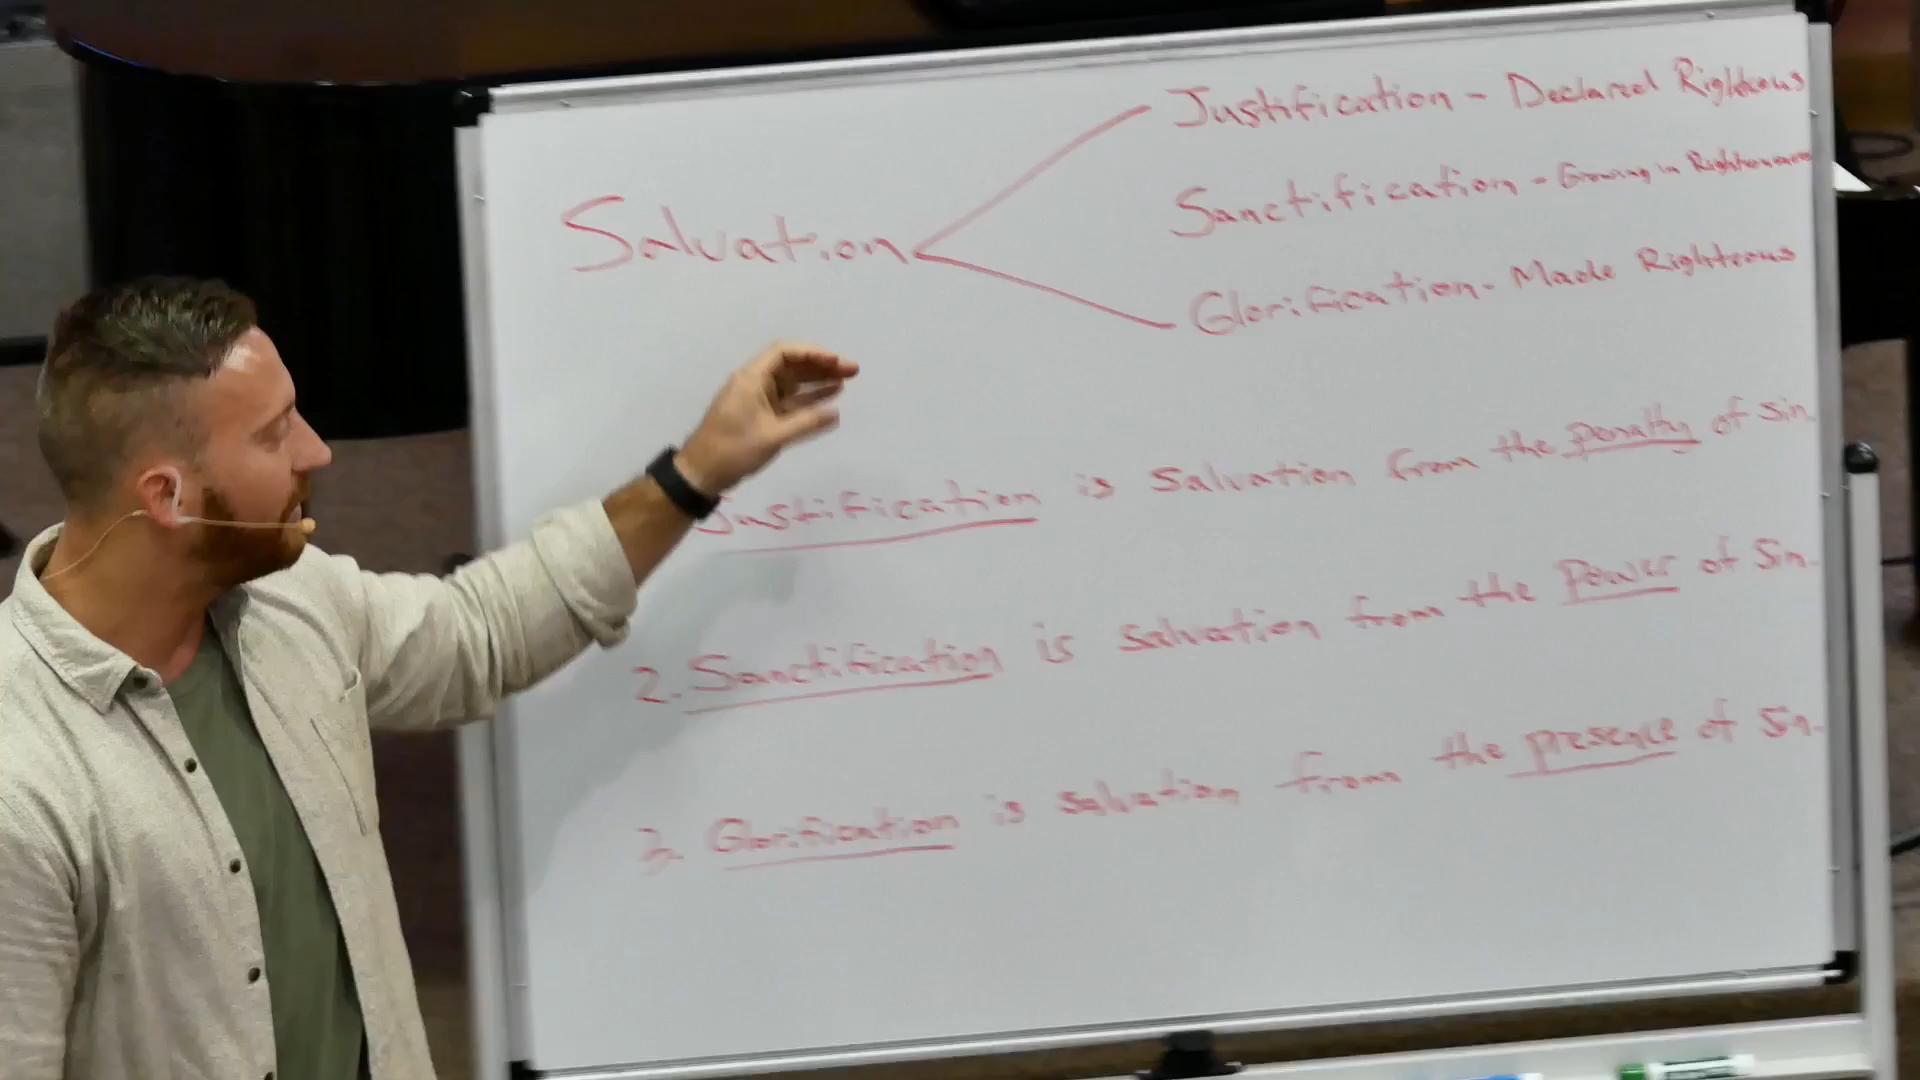 Justification - Declared Righteous
Salvation
Sanctification - Growing in Righteousness
Glorification - Made Righteous
Justification is salvation from the penalty of sin.
2. Sanctification is salvation from the power of sin.
3. Glorification is salvation from the presence of sin.